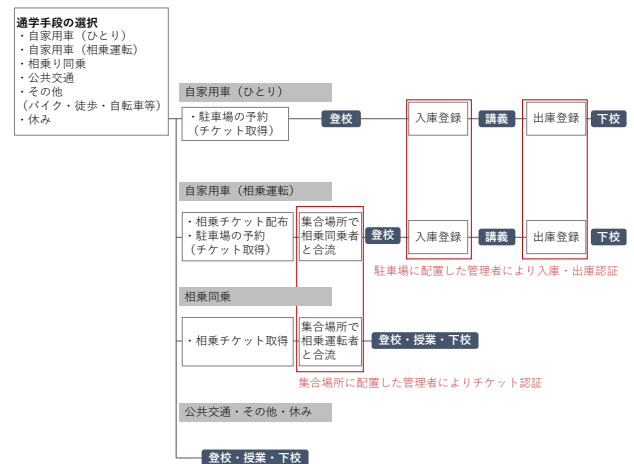 通学手段の選択
・自家用車（ひとり）
・自家用車（相乗運転）
・相乗り同乗
・公共交通
・その他
（バイク・徒歩・自転車等）
・休み
自家用車（ひとり）
・駐車場の予約
（チケット取得）
登校
入庫登録
講義
出庫登録
下校
自家用車（相乗運転）
・相乗チケット配布
・駐車場の予約
（チケット取得）
集合場所で
相乗同乗者
と合流
登校
入庫登録
講義
出庫登録
下校
駐車場に配置した管理者により入庫・出庫認証
相乗同乗
・相乗チケット取得
集合場所で
相乗運転者
と合流
登校・授業・下校
集合場所に配置した管理者によりチケット認証
公共交通・その他・休み
登校・授業・下校